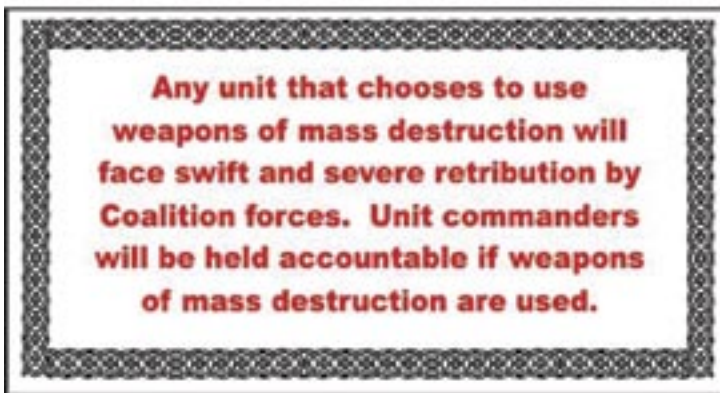 Any unit that chooses to use
weapons of mass destruction will
face swift and severe retribution by
Coalition forces.  Unit commanders
will be held accountable if weapons
of mass destruction are used.